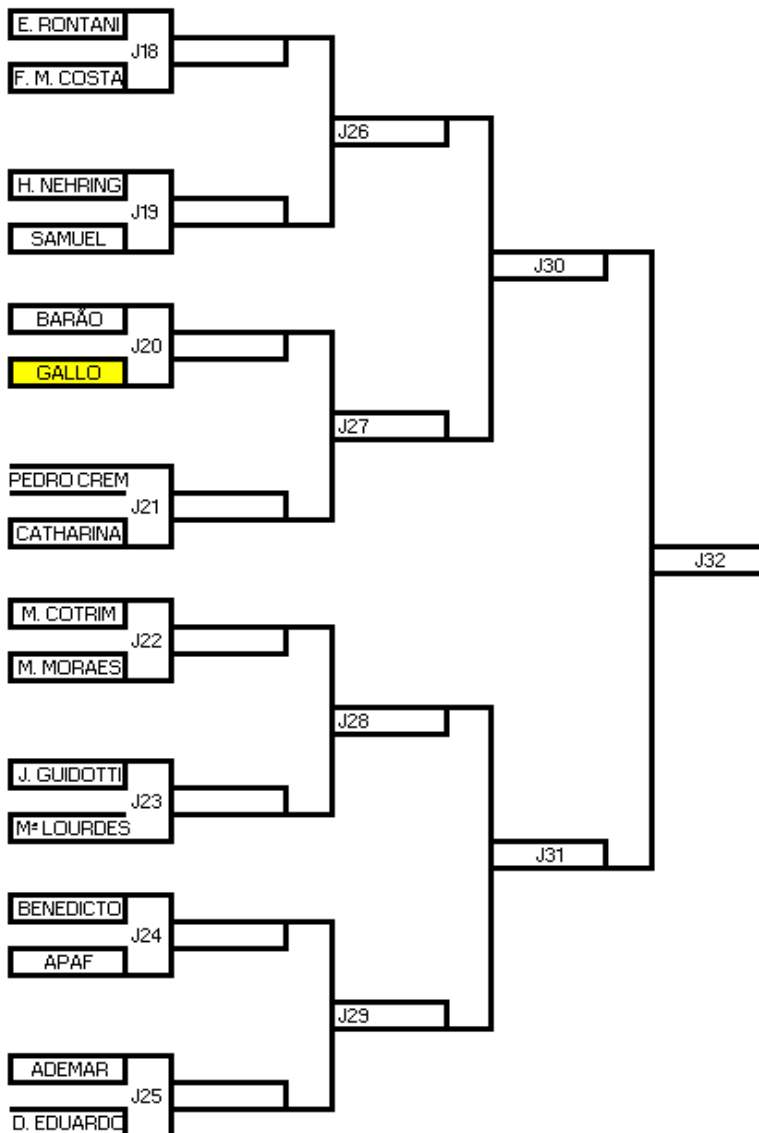 E. RONTANI
J18
F. M. COSTA
J26
H. NEHRING
J19
SAMUEL
J30
BARÃO
J20
GALLO
J27
PEDRO CREM
J21
CATHARINA
J32
M. COTRIM
J22
M. MORAES
J28
J. GUIDOTTI
J23
Mª LOURDES
J31
BENEDICTO
J24
APAF
J29
ADEMAR
J25
D. EDUARDO